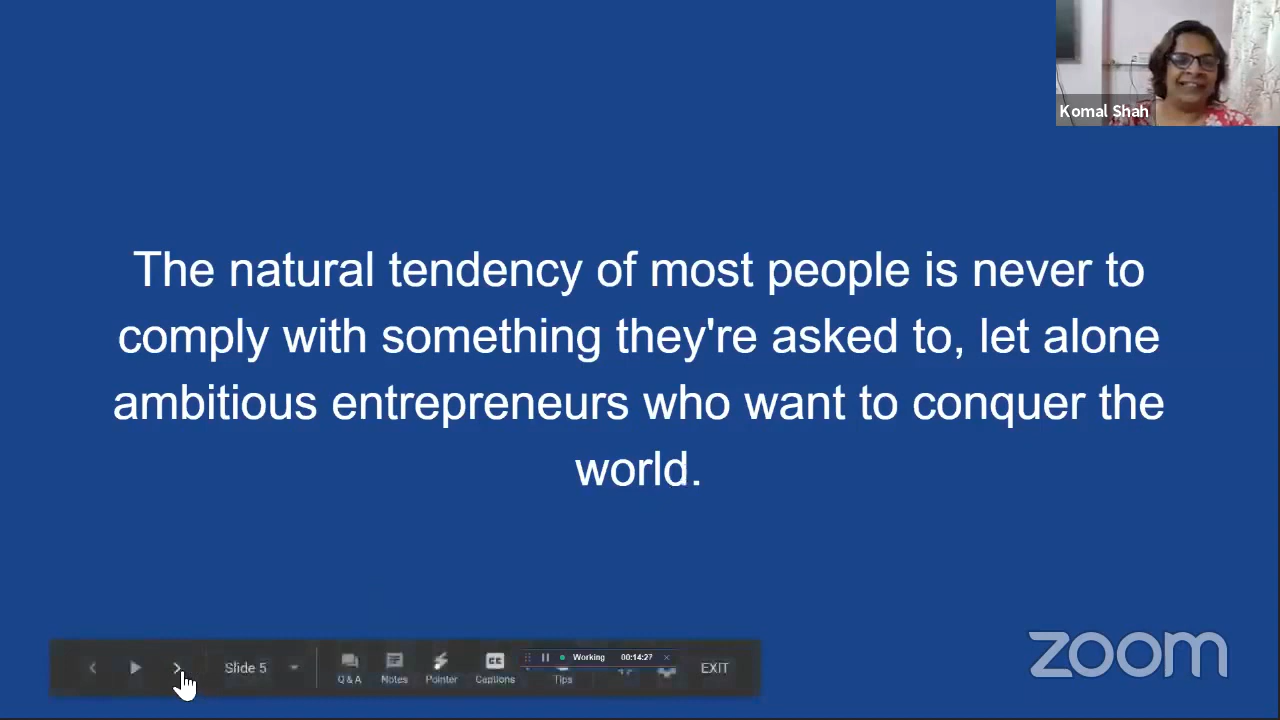 Komal Shah
The natural tendency of most people is never to
comply with something they're asked to, let alone
ambitious entrepreneurs who want to conquer the
world.
zoom
Slide 5
Q & A
Notes
Pointer
Captions
Tips
Working
00:14:27
EXIT